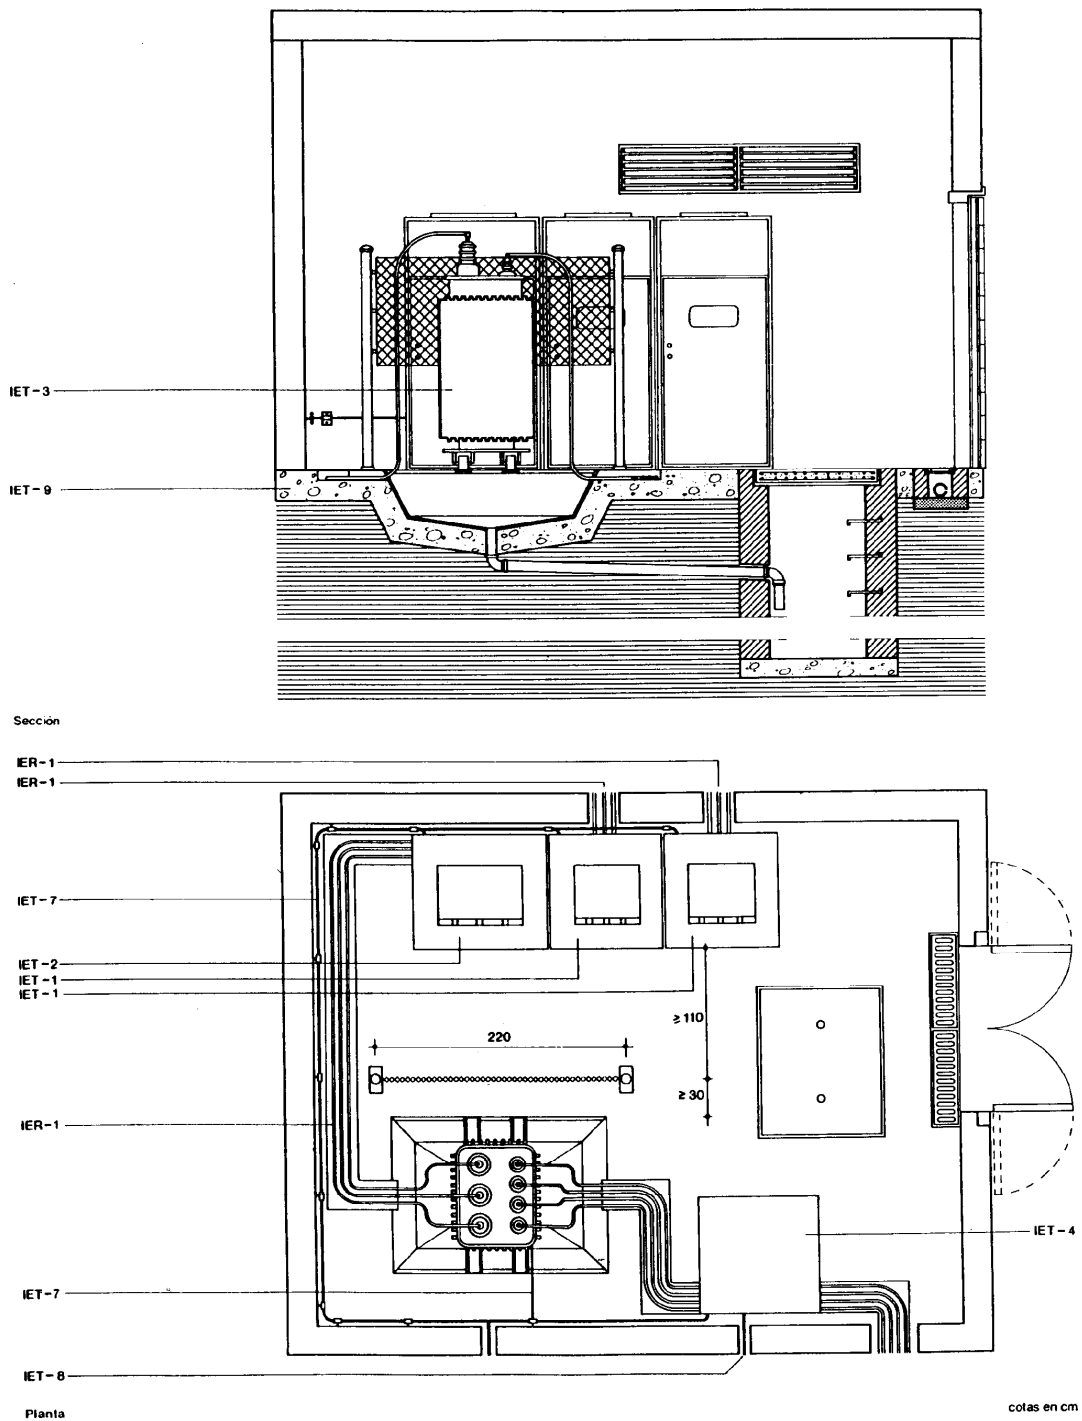 IET-3
IET-9
Sección
IER-1
IER-1
IET-7
IET-2
IET-1
IET-1
≥110
220
≥30
IER-1
IET-4
IET-7
IET-8
Planta
cotas en cm